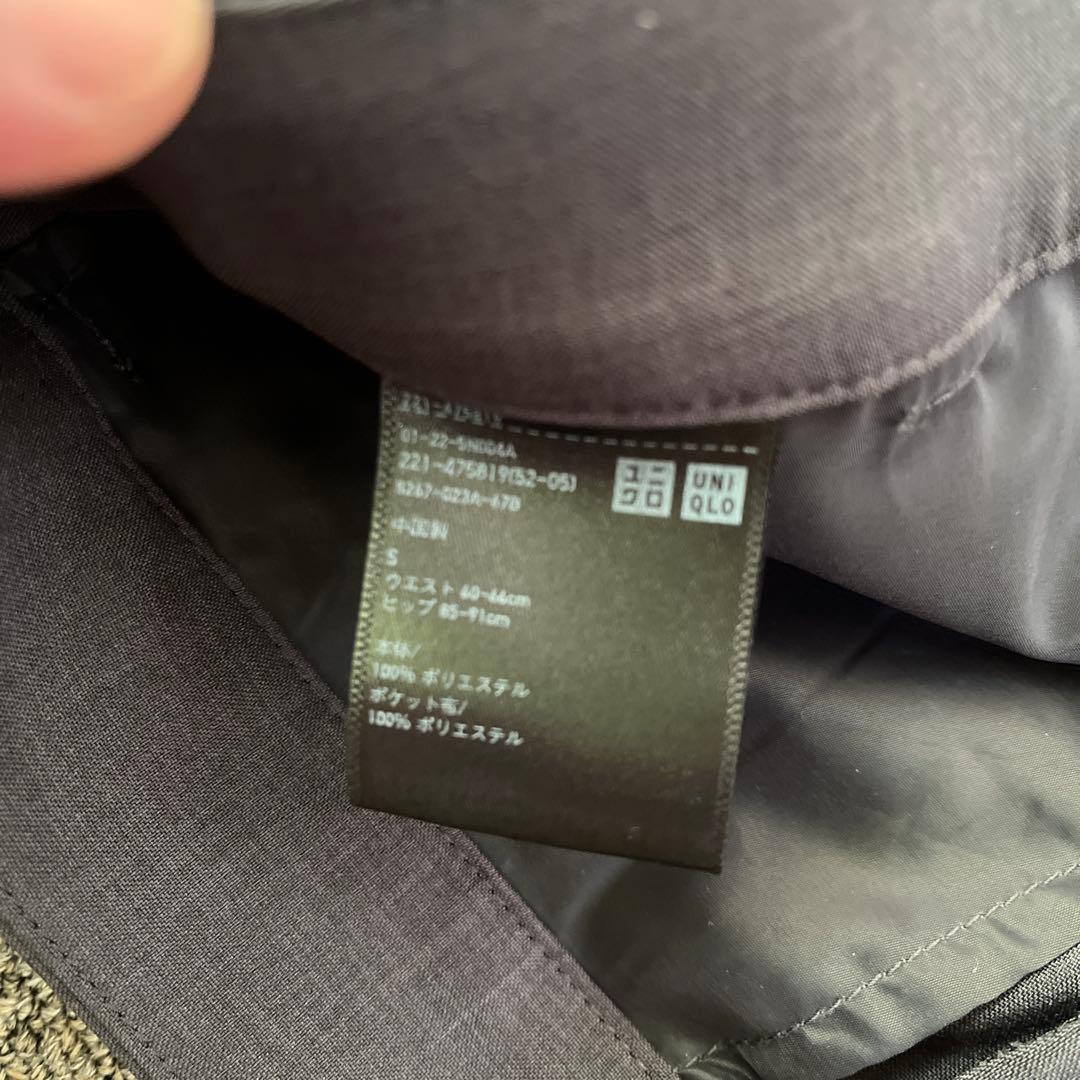 221-475819(52-05)
ユニ
クロ
UNI
QLO
中国製
S
ウエスト 60-66cm
ヒップ 85-91cm
本体/
100% ポリエステル
ポケット布/
100% ポリエステル